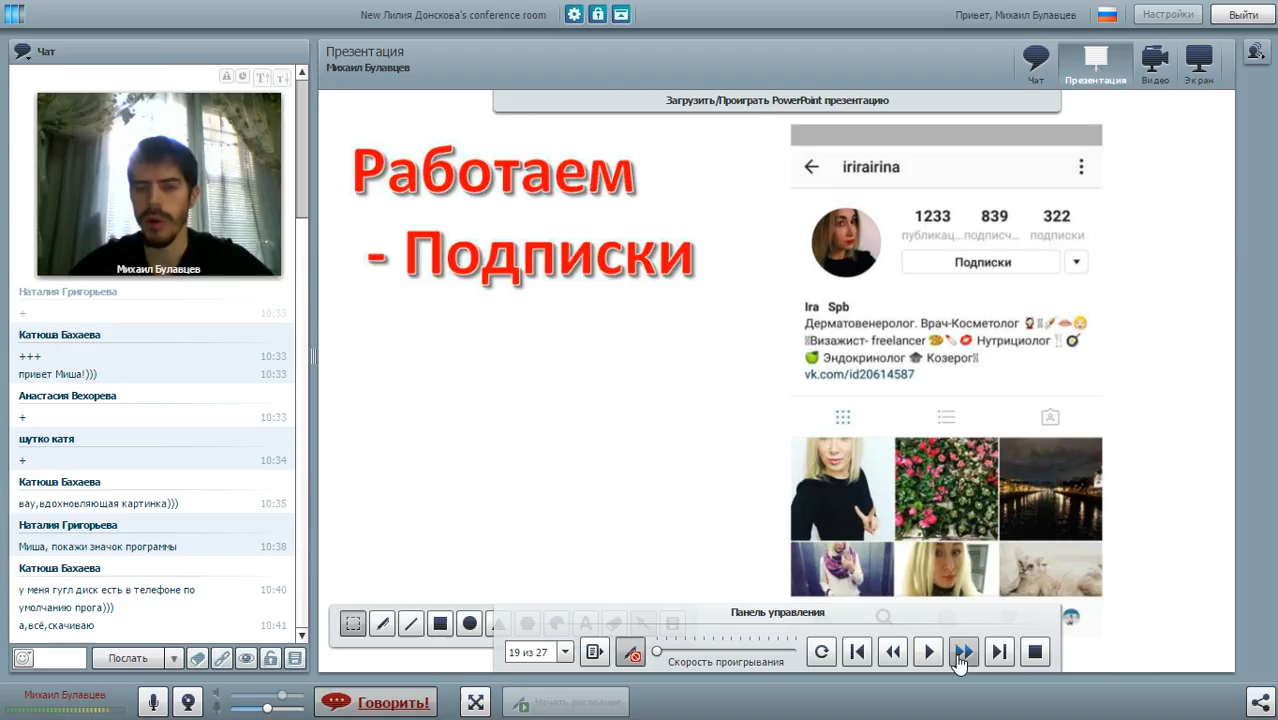 New Лилия Донскова's conference room
Привет, Михаил Булавцев
Настройки
Выйти
Чат
Михаил Булавцев
Наталия Григорьева
+ 10:33
Катюша Бахаева
+++ 10:33
привет Миша!))) 10:33
Анастасия Вехорева
+ 10:33
шутко катя
+ 10:34
Катюша Бахаева
вау,вдохновляющая картинка))) 10:35
Наталия Григорьева
Миша, покажи значок программы 10:38
Катюша Бахаева
у меня гугл диск есть в телефоне по 10:40
умолчанию прога)))
а,всё,скачиваю 10:41
Послать
Михаил Булавцев
Говорить!
Начать рисование
Презентация
Михаил Булавцев
Чат
Презентация
Видео
Экран
Загрузить/Проиграть PowerPoint презентацию
Работаем
- Подписки
irirairina
1233 839 322
публикац... подписч... подписки
Подписки
Ira Spb
Дерматовенеролог. Врач-Косметолог
Визажист- freelancer Нутрициолог
Эндокринолог Козерог
vk.com/id20614587
Панель управления
19 из 27
Скорость проигрывания